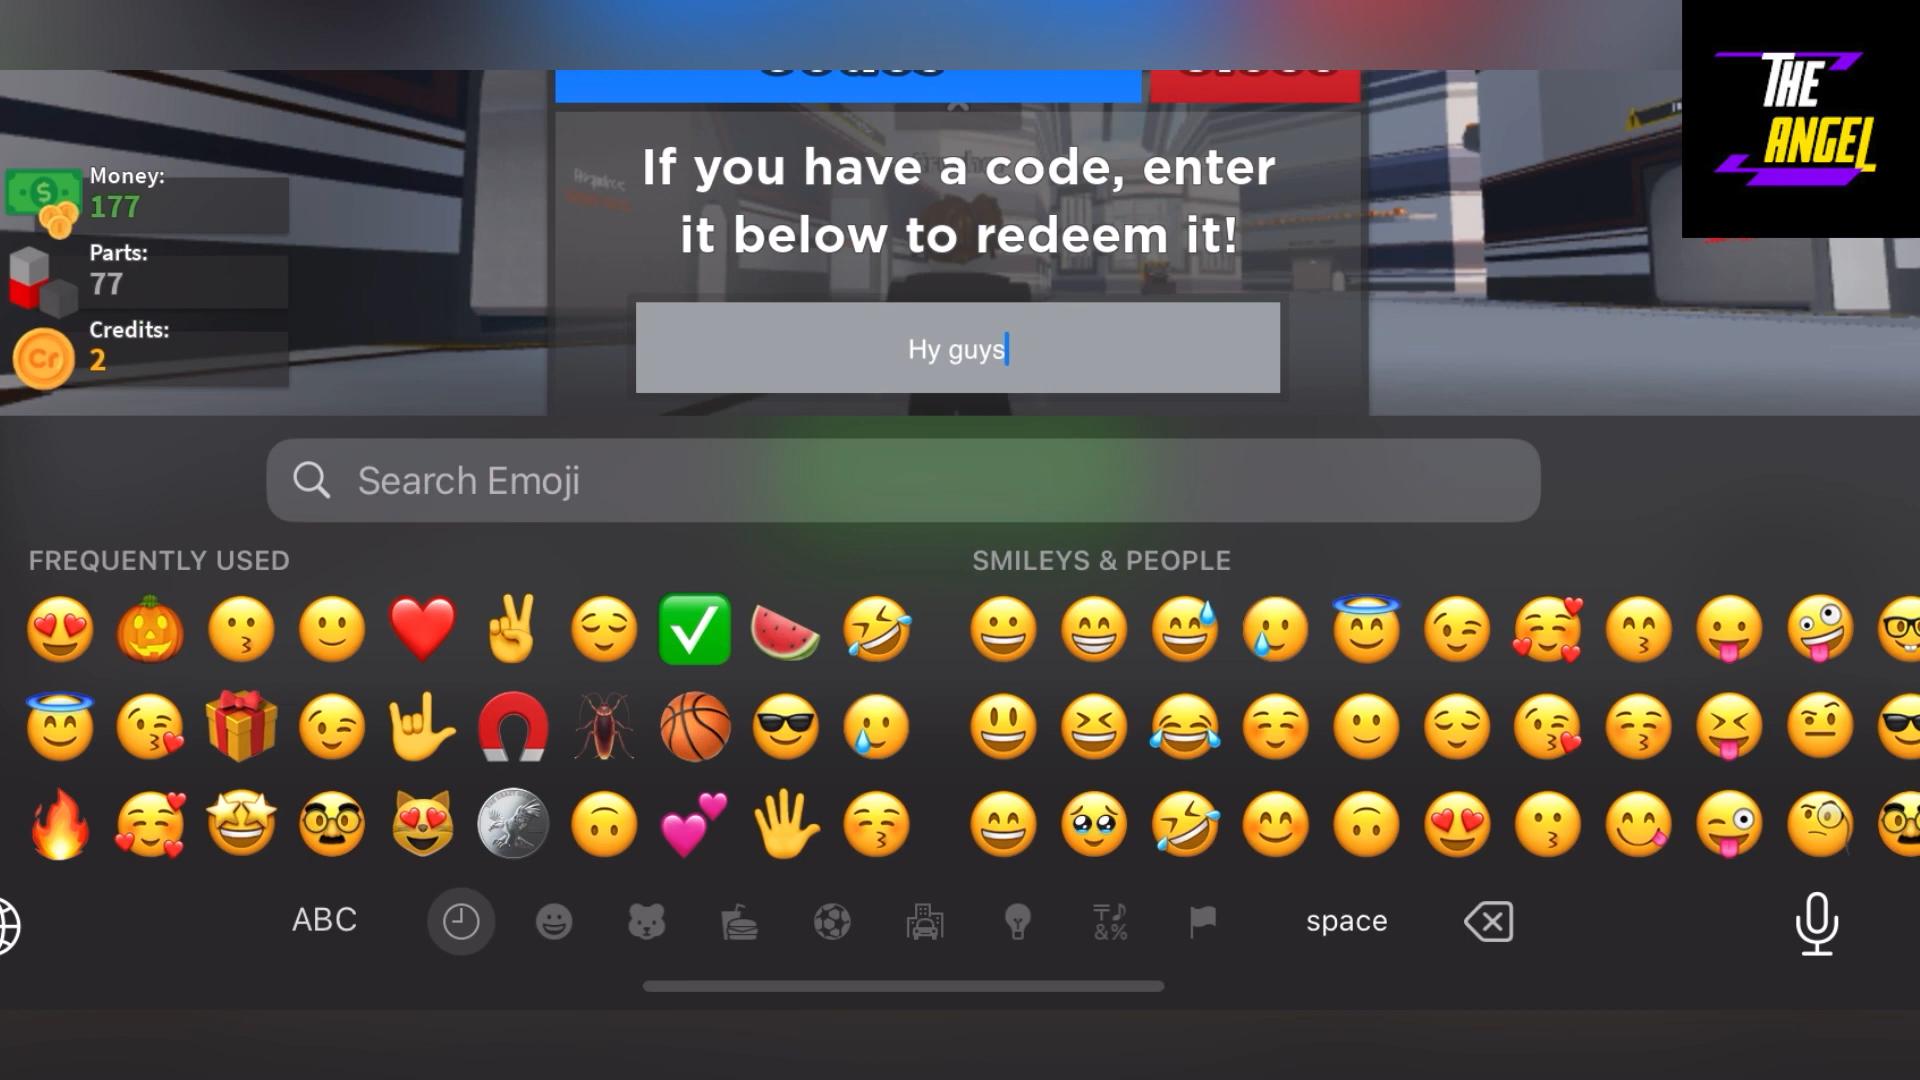 THE
ANGEL
If you have a code, enter
it below to redeem it!
Money:
177
Parts:
77
Credits:
Cr
2
Hy guys
Search Emoji
FREQUENTLY USED
SMILEYS & PEOPLE
ABC
&%
space